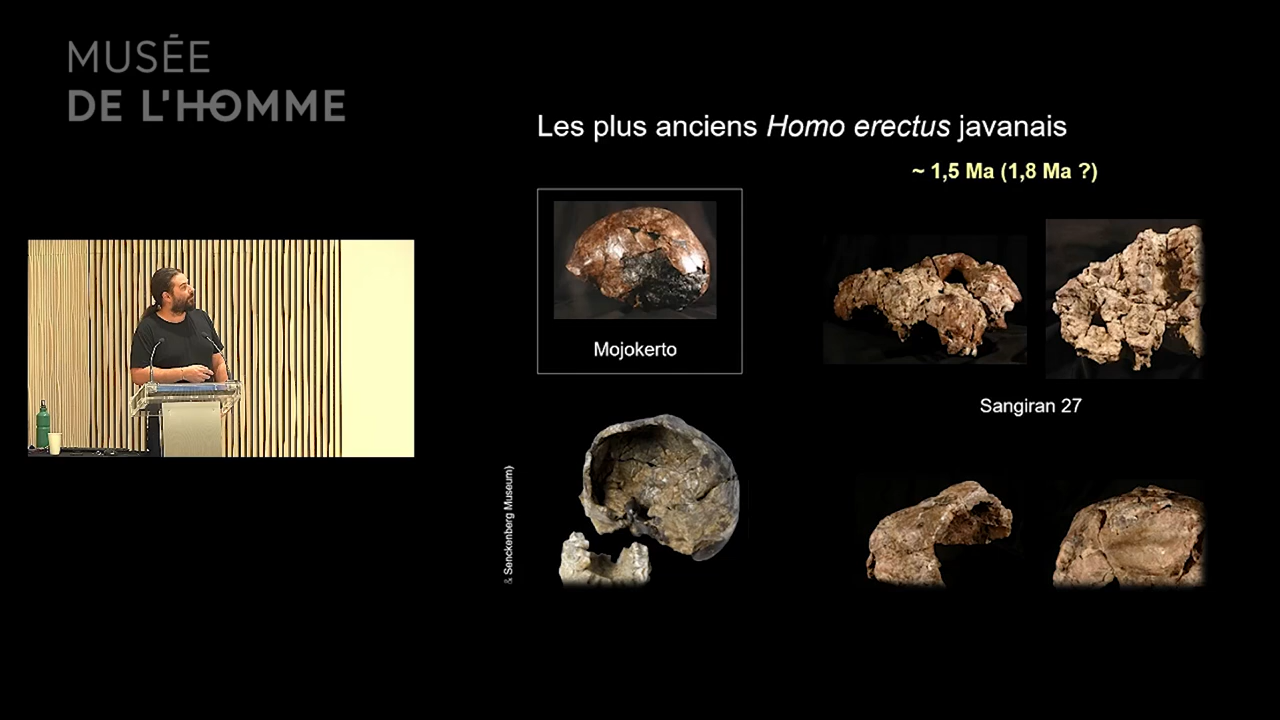 MUSÉE
DE L'HOMME
Les plus anciens Homo erectus javanais
~ 1,5 Ma (1,8 Ma ?)
Mojokerto
Sangiran 27
& Senckenberg Museum)